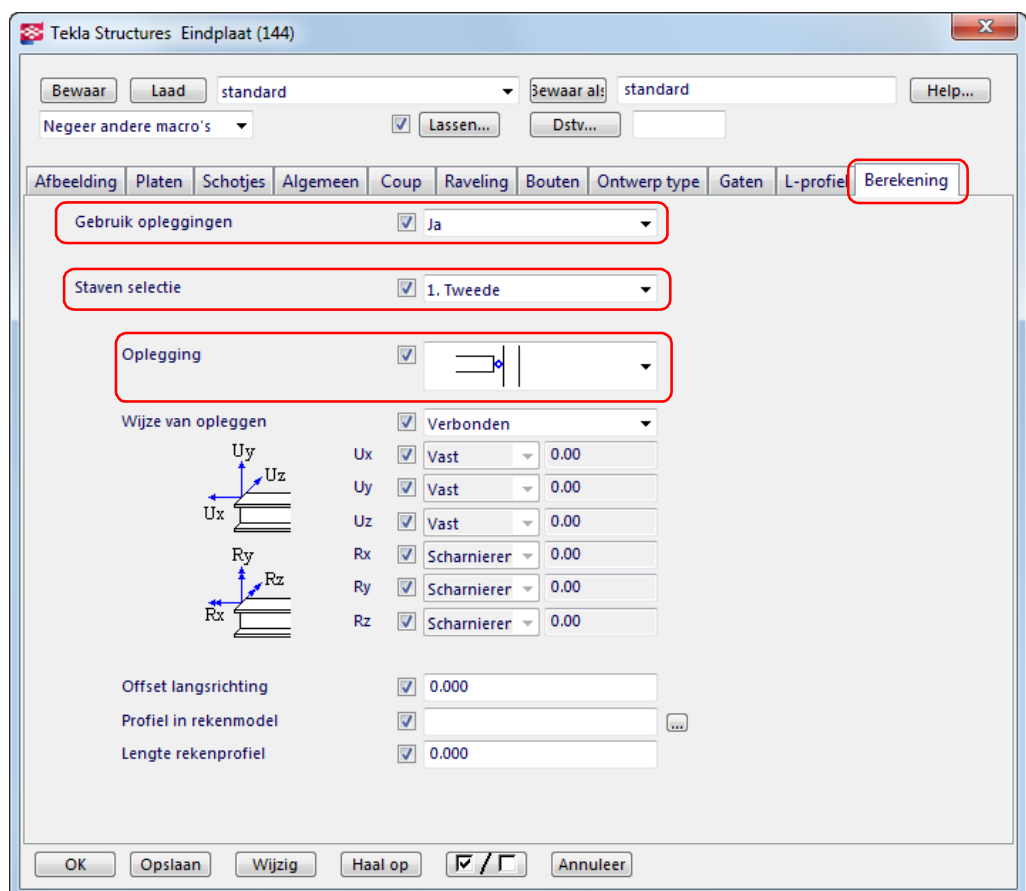 Tekla Structures Eindplaat (144)
Bewaar Laad standard Bewaar als standard Help...
Negeer andere macro's Lassen... Dstv...
Afbeelding Platen Schotjes Algemeen Coup Raveling Bouten Ontwerp type Gaten L-profiel Berekening
Gebruik opleggingen Ja
Staven selectie 1. Tweede
Oplegging
Wijze van opleggen Verbonden
Uy
Uz
Ux
Ux Vast 0.00
Uy Vast 0.00
Uz Vast 0.00
Ry
Rz
Rx
Rx Scharnieren 0.00
Ry Scharnieren 0.00
Rz Scharnieren 0.00
Offset langsrichting 0.000
Profiel in rekenmodel ...
Lengte rekenprofiel 0.000
OK Opslaan Wijzig Haal op / Annuleer